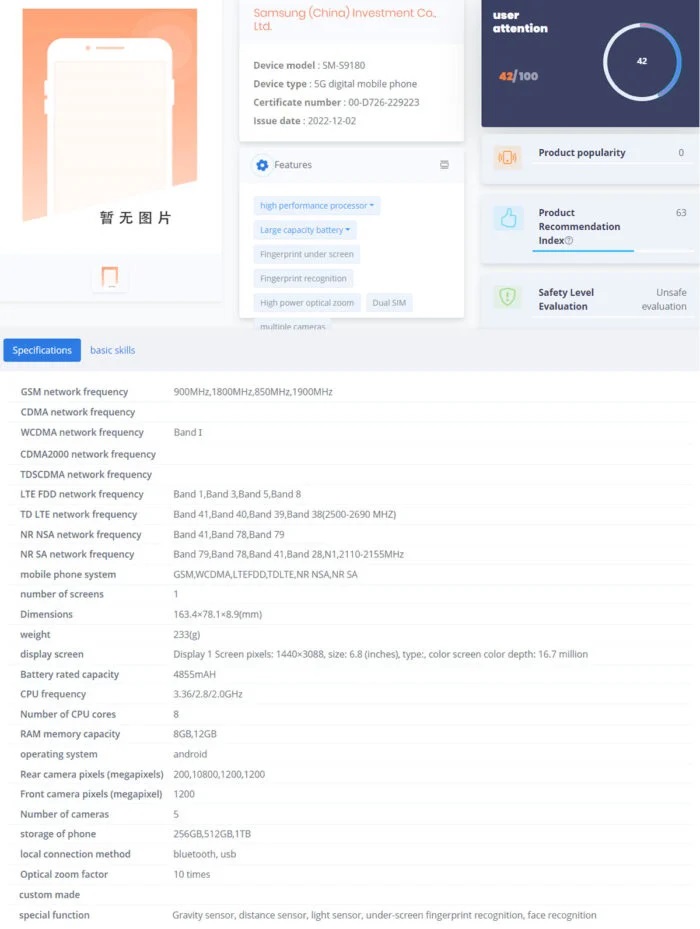 暂无图片
Samsung (China) Investment Co.,
Ltd.
Device model : SM-S9180
Device type : 5G digital mobile phone
Certificate number : 00-D726-229223
Issue date : 2022-12-02
Features
high performance processor
Large capacity battery
Fingerprint under screen
Fingerprint recognition
High power optical zoom Dual SIM
multiple cameras
user
attention
42/100
42
Product popularity 0
Product 63
Recommendation
Index?
Safety Level Unsafe
Evaluation evaluation
Specifications basic skills
GSM network frequency 900MHz,1800MHz,850MHz,1900MHz
CDMA network frequency
WCDMA network frequency Band I
CDMA2000 network frequency
TDSCDMA network frequency
LTE FDD network frequency Band 1,Band 3,Band 5,Band 8
TD LTE network frequency Band 41,Band 40,Band 39,Band 38(2500-2690 MHZ)
NR NSA network frequency Band 41,Band 78,Band 79
NR SA network frequency Band 79,Band 78,Band 41,Band 28,N1,2110-2155MHz
mobile phone system GSM,WCDMA,LTEFDD,TDLTE,NR NSA,NR SA
number of screens 1
Dimensions 163.4×78.1×8.9(mm)
weight 233(g)
display screen Display 1 Screen pixels: 1440×3088, size: 6.8 (inches), type:, color screen color depth: 16.7 million
Battery rated capacity 4855mAH
CPU frequency 3.36/2.8/2.0GHz
Number of CPU cores 8
RAM memory capacity 8GB,12GB
operating system android
Rear camera pixels (megapixels) 200,10800,1200,1200
Front camera pixels (megapixel) 1200
Number of cameras 5
storage of phone 256GB,512GB,1TB
local connection method bluetooth, usb
Optical zoom factor 10 times
custom made
special function Gravity sensor, distance sensor, light sensor, under-screen fingerprint recognition, face recognition